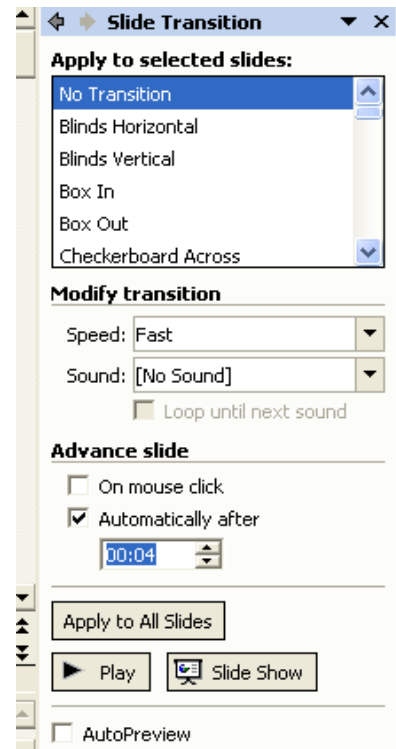 Slide Transition
Apply to selected slides:
No Transition
Blinds Horizontal
Blinds Vertical
Box In
Box Out
Checkerboard Across
Modify transition
Speed: Fast
Sound: [No Sound]
Loop until next sound
Advance slide
On mouse click
Automatically after
00:04
Apply to All Slides
Play Slide Show
AutoPreview